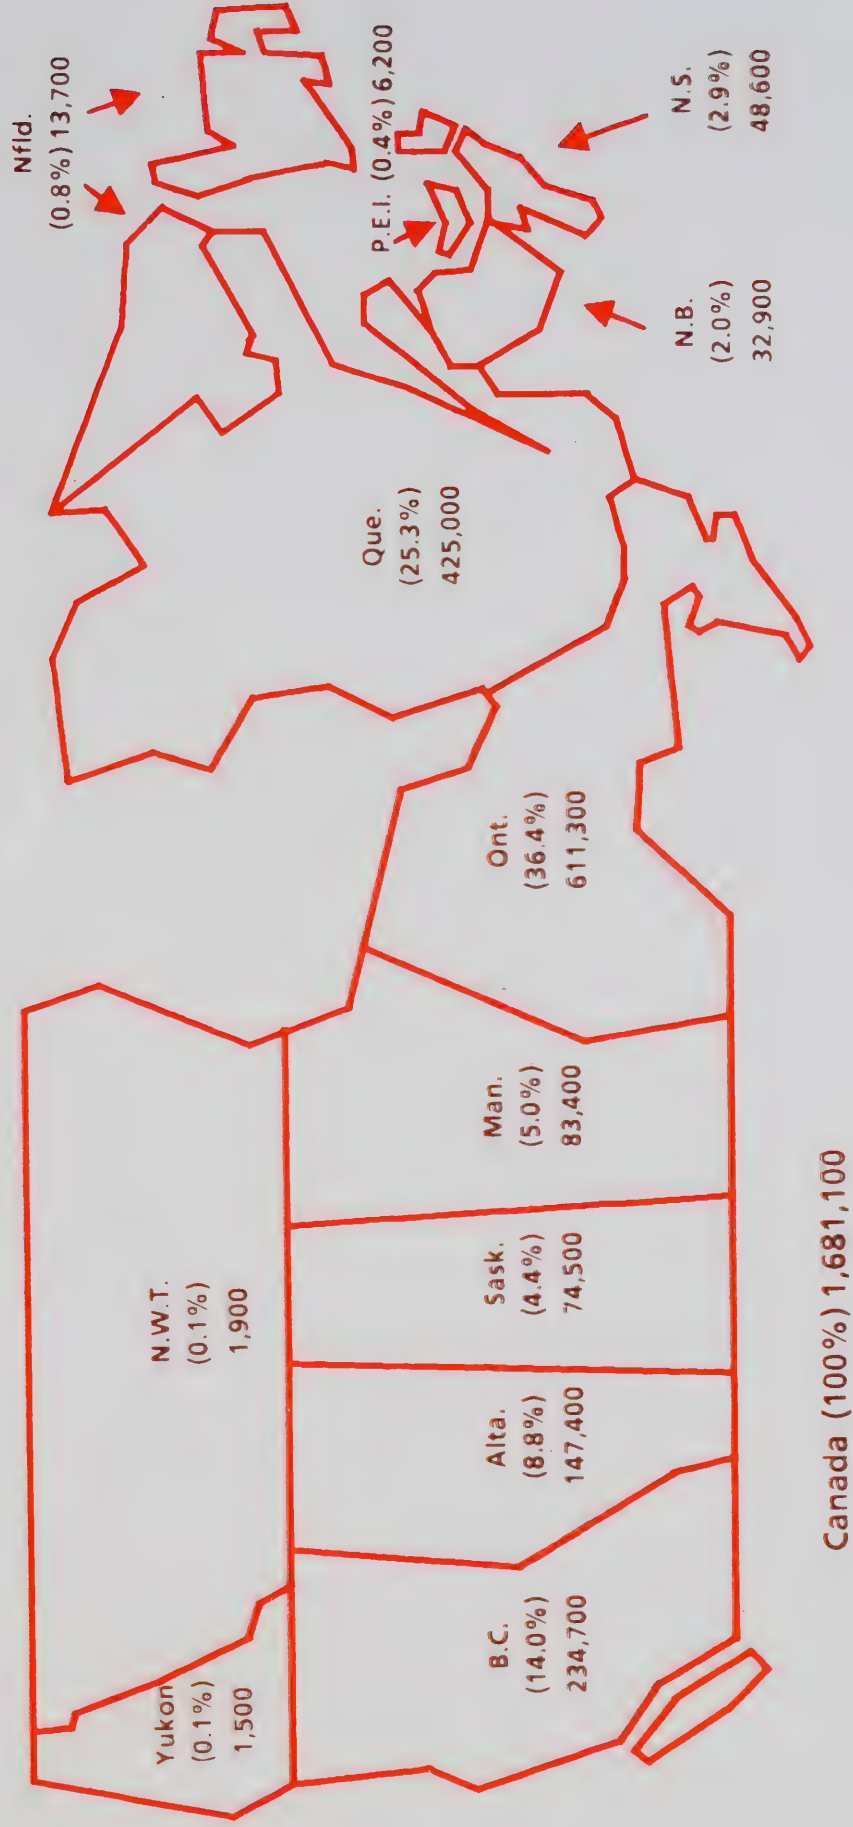 Yukon
(0.1%)
1,500
N.W.T.
(0.1%)
1,900
B.C.
(14.0%)
234,700
Alta.
(8.8%)
147,400
Sask.
(4.4%)
74,500
Man.
(5.0%)
83,400
Ont.
(36.4%)
611,300
Que.
(25.3%)
425,000
Nfld.
(0.8%) 13,700
P.E.I. (0.4%) 6,200
N.B.
(2.0%)
32,900
N.S.
(2.9%)
48,600
Canada (100%) 1,681,100